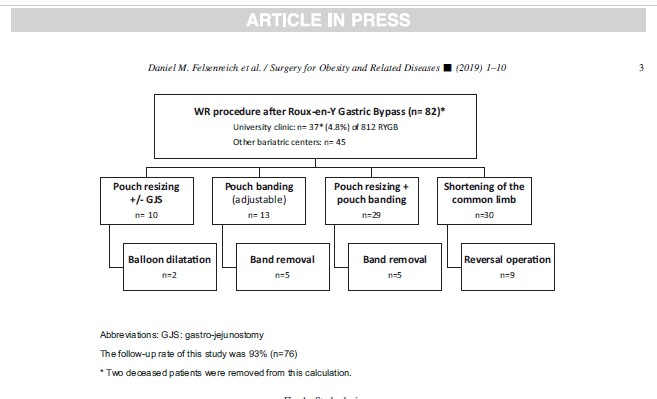 ARTICLE IN PRESS
Daniel M. Felsenreich et al. / Surgery for Obesity and Related Diseases ■ (2019) 1–10
3
WR procedure after Roux-en-Y Gastric Bypass (n= 82)*
University clinic: n= 37* (4.8%) of 812 RYGB
Other bariatric centers: n= 45
Pouch resizing
+/- GJS
n= 10
Pouch banding
(adjustable)
n= 13
Pouch resizing +
pouch banding
n=29
Shortening of the
common limb
n=30
Balloon dilatation
n=2
Band removal
n=5
Band removal
n=5
Reversal operation
n=9
Abbreviations: GJS: gastro-jejunostomy
The follow-up rate of this study was 93% (n=76)
* Two deceased patients were removed from this calculation.